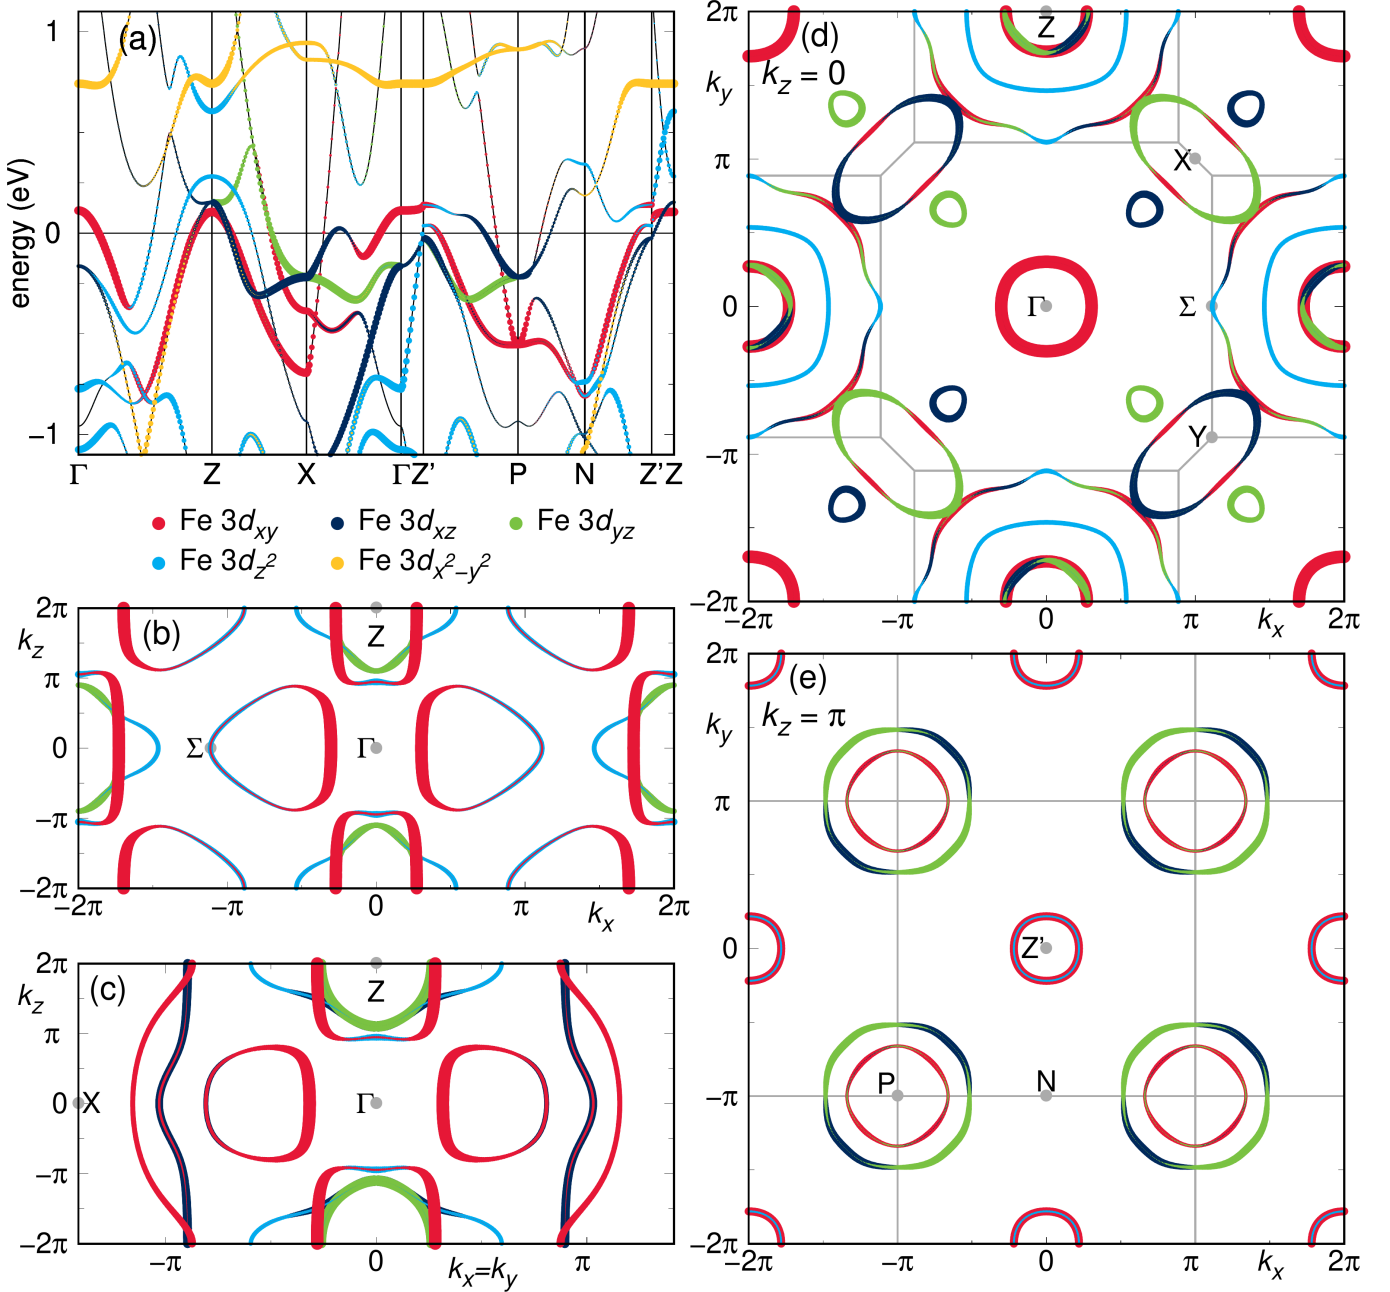 (a)
energy (eV)
1
0
−1
Γ Z X Γ Z' P N Z' Z
Fe 3dxy Fe 3dxz Fe 3dyz
Fe 3dz² Fe 3dx²−y²
(b)
kz
2π
π
0
−π
−2π
Z
Σ Γ
−2π −π 0 π kx 2π
(c)
kz
2π
π
0
−π
−2π
Z
X Γ
−π 0 kx=ky π
(d)
kz = 0
ky
2π
π
0
−π
−2π
Z
X
Γ Σ
Y
−2π −π 0 π kx 2π
(e)
kz = π
ky
2π
π
0
−π
−2π
Z'
P N
−2π −π 0 π kx 2π